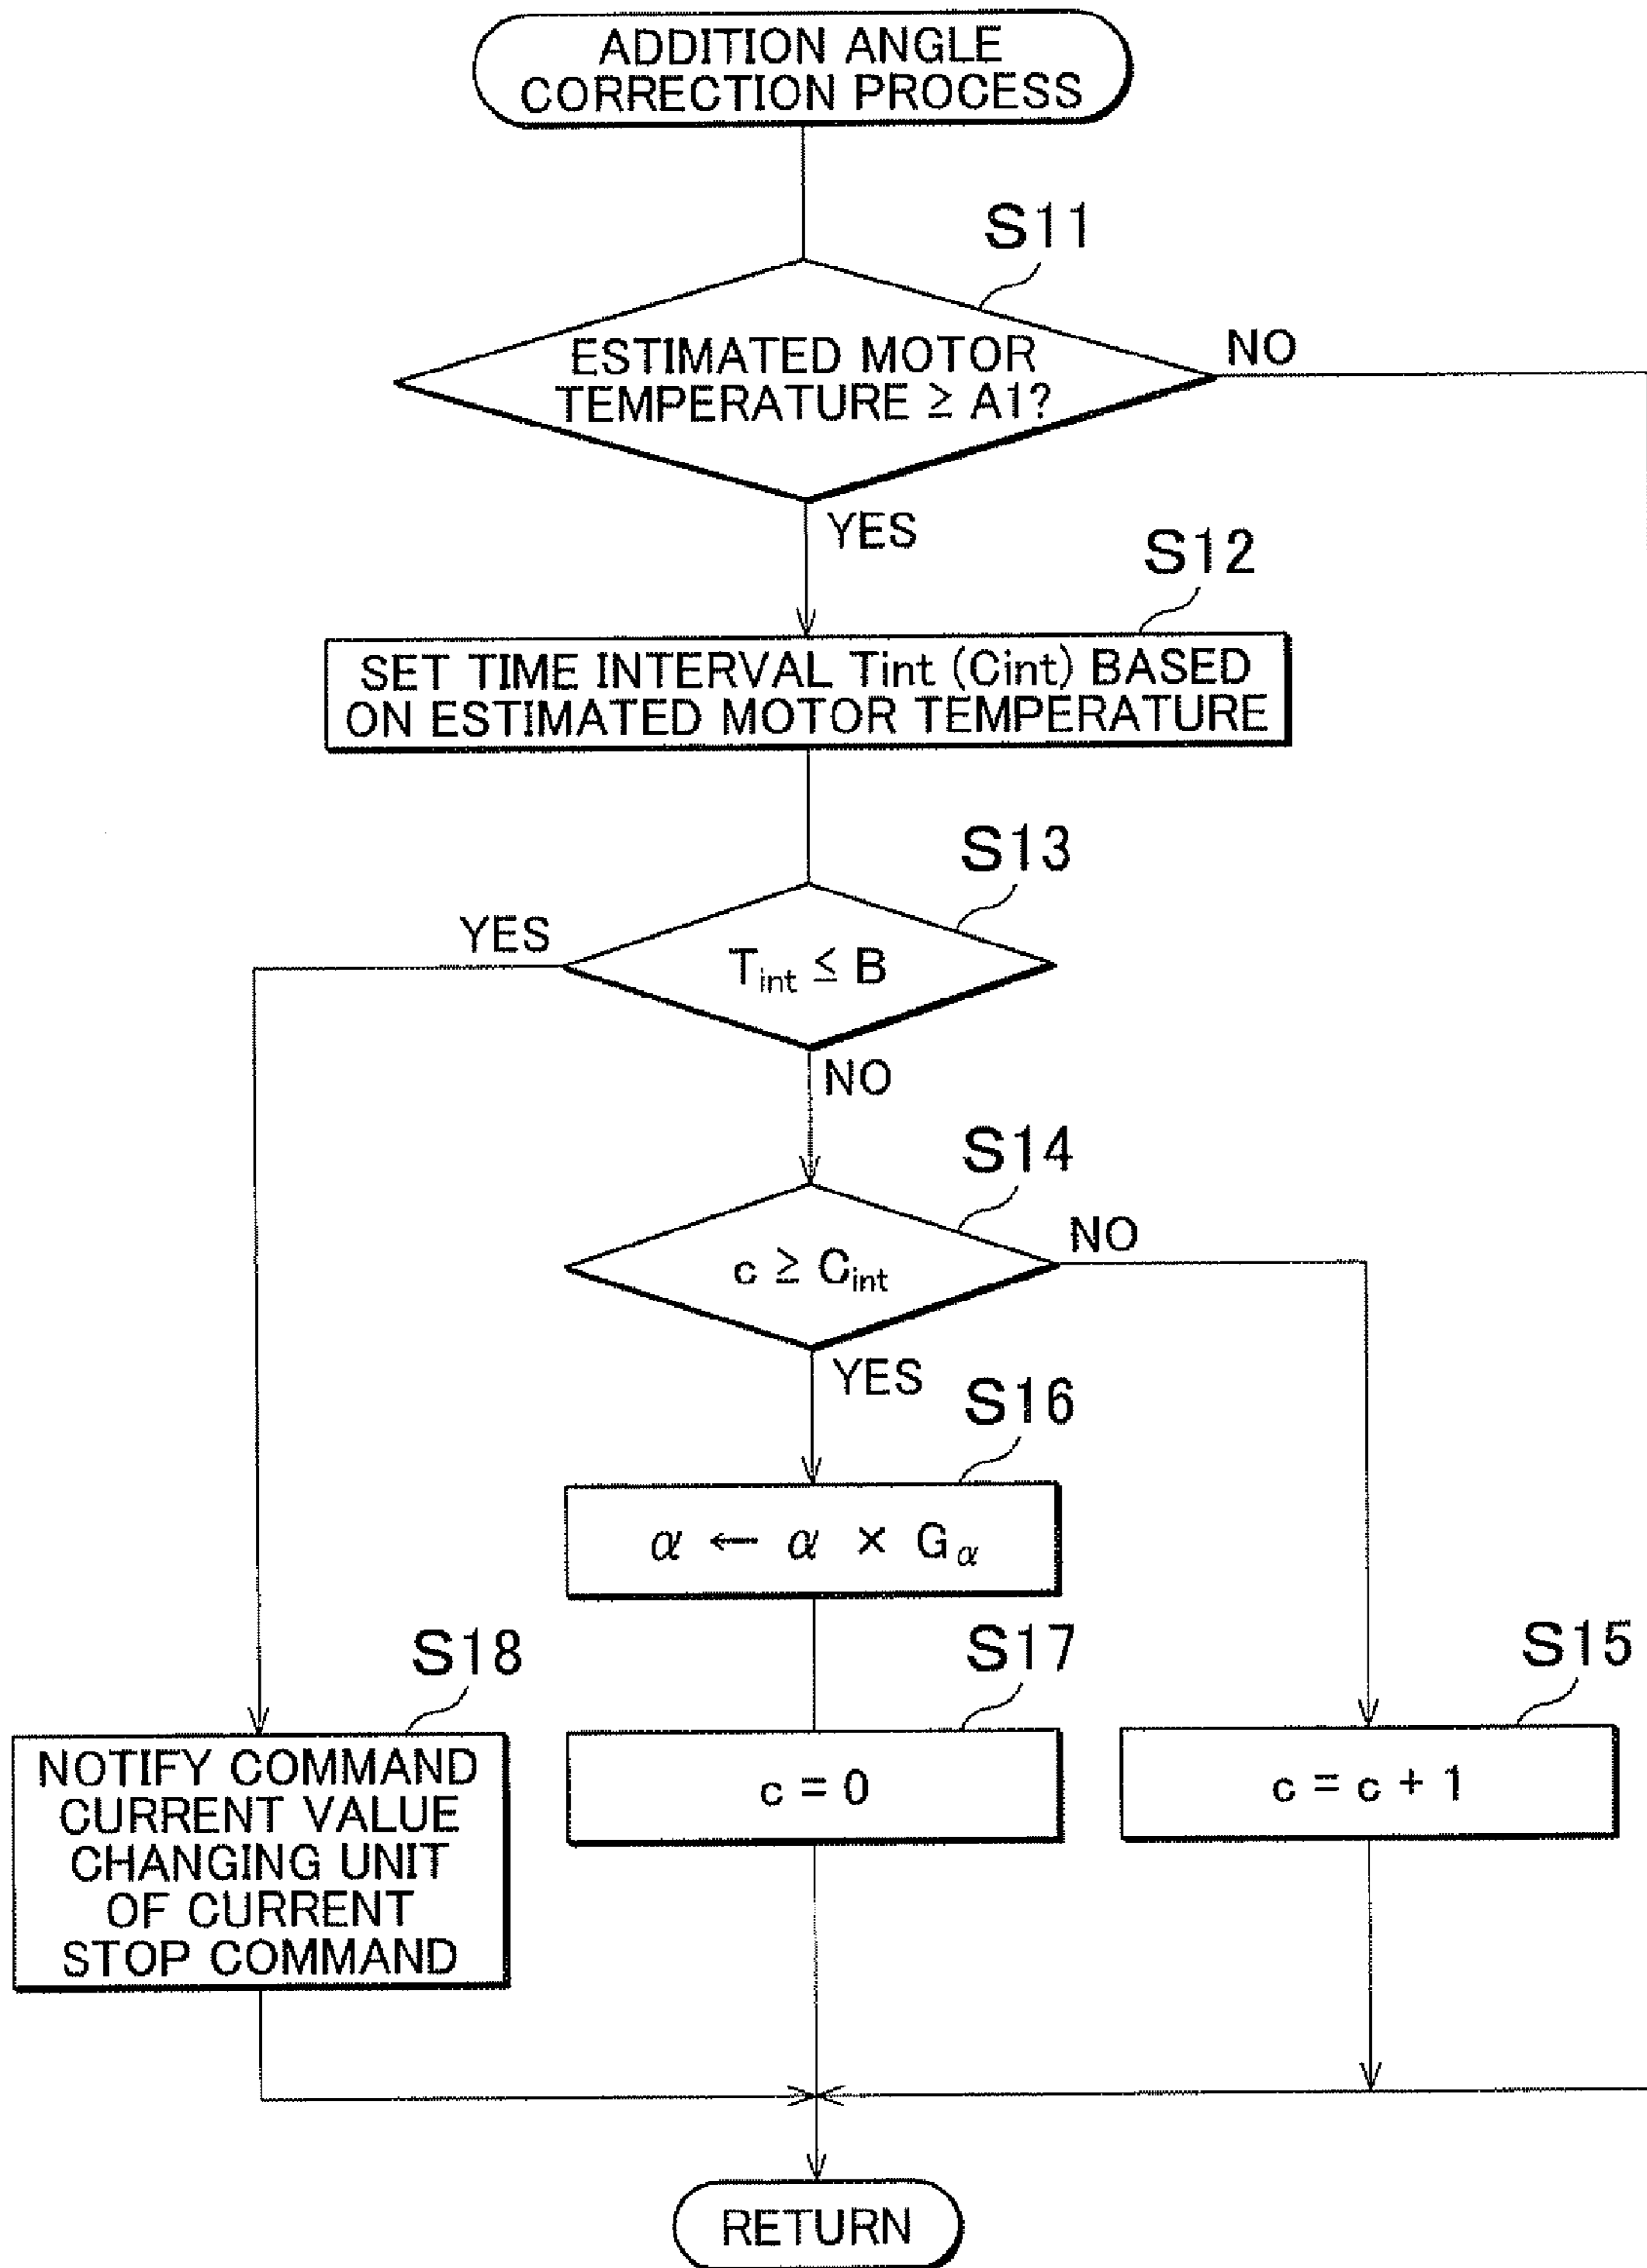 ADDITION ANGLE
CORRECTION PROCESS
S11
ESTIMATED MOTOR
TEMPERATURE ≥ A1?
NO
YES
S12
SET TIME INTERVAL Tint (Cint) BASED
ON ESTIMATED MOTOR TEMPERATURE
S13
YES
Tint ≤ B
NO
S14
c ≥ Cint
NO
YES
S16
α ← α × Gα
S18
S17
S15
NOTIFY COMMAND
CURRENT VALUE
CHANGING UNIT
OF CURRENT
STOP COMMAND
c = 0
c = c + 1
RETURN